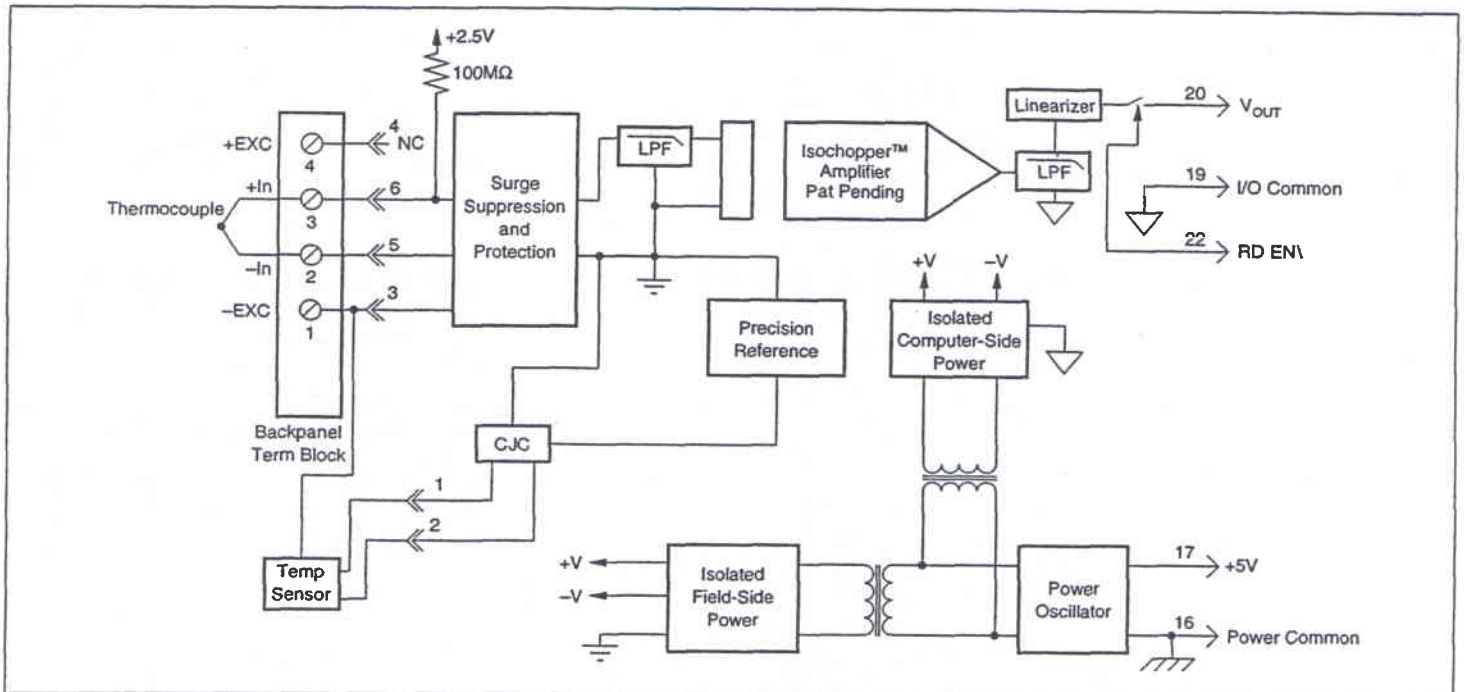 +2.5V
100MΩ
+EXC
4
4
NC
+In
3
6
Thermocouple
–In
2
5
–EXC
1
3
Backpanel
Term Block
Surge
Suppression
and
Protection
LPF
Isochopper™
Amplifier
Pat Pending
Linearizer
LPF
20
VOUT
19
I/O Common
22
RD EN\
Precision
Reference
+V
–V
Isolated
Computer-Side
Power
CJC
1
2
Temp
Sensor
+V
–V
Isolated
Field-Side
Power
Power
Oscillator
17
+5V
16
Power Common